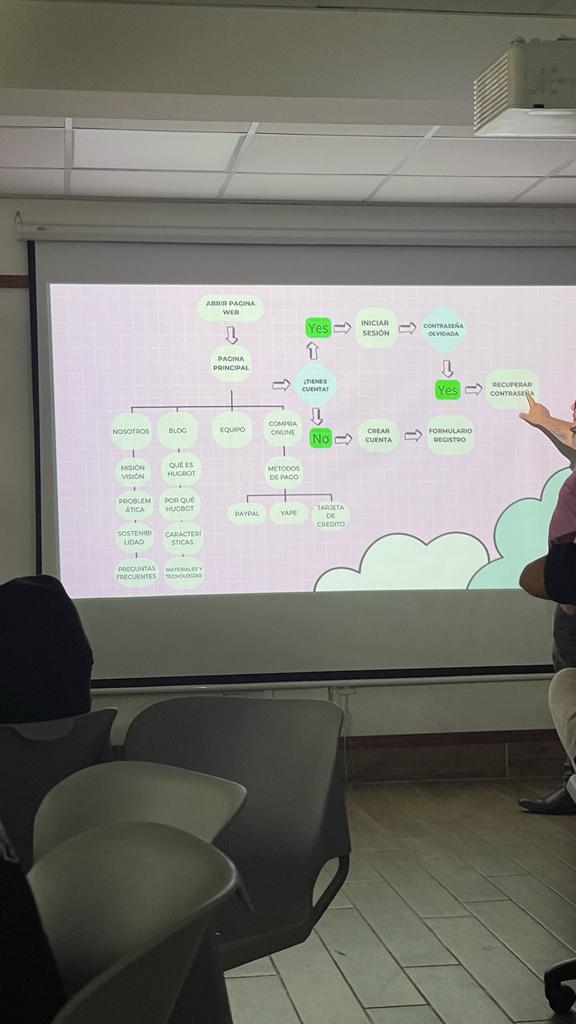 ABRIR PAGINA
WEB
PAGINA
PRINCIPAL
¿TIENES
CUENTA?
Yes
INICIAR
SESIÓN
CONTRASEÑA
OLVIDADA
Yes
RECUPERAR
CONTRASEÑA
No
CREAR
CUENTA
FORMULARIO
REGISTRO
NOSOTROS
BLOG
EQUIPO
COMPRA
ONLINE
MISIÓN
VISIÓN
QUÉ ES
HUGBOT
METODOS
DE PAGO
PROBLEM
ÁTICA
POR QUÉ
HUGBOT
PAYPAL
YAPE
TARJETA
DE
CREDITO
SOSTENIBI
LIDAD
CARACTERÍ
STICAS
PREGUNTAS
FRECUENTES
MATERIALES Y
TECNOLOGÍAS